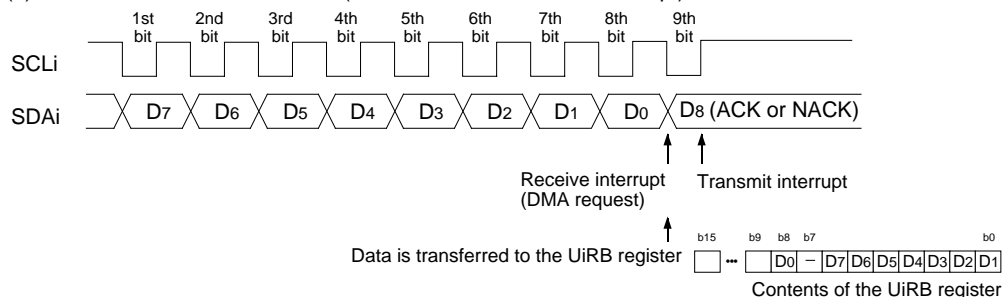 1st bit 2nd bit 3rd bit 4th bit 5th bit 6th bit 7th bit 8th bit 9th bit
SCLi
SDAi D7 D6 D5 D4 D3 D2 D1 D0 D8 (ACK or NACK)
Receive interrupt (DMA request)
Transmit interrupt
Data is transferred to the UiRB register
b15 b9 b8 b7 b0
••• D0 – D7 D6 D5 D4 D3 D2 D1
Contents of the UiRB register